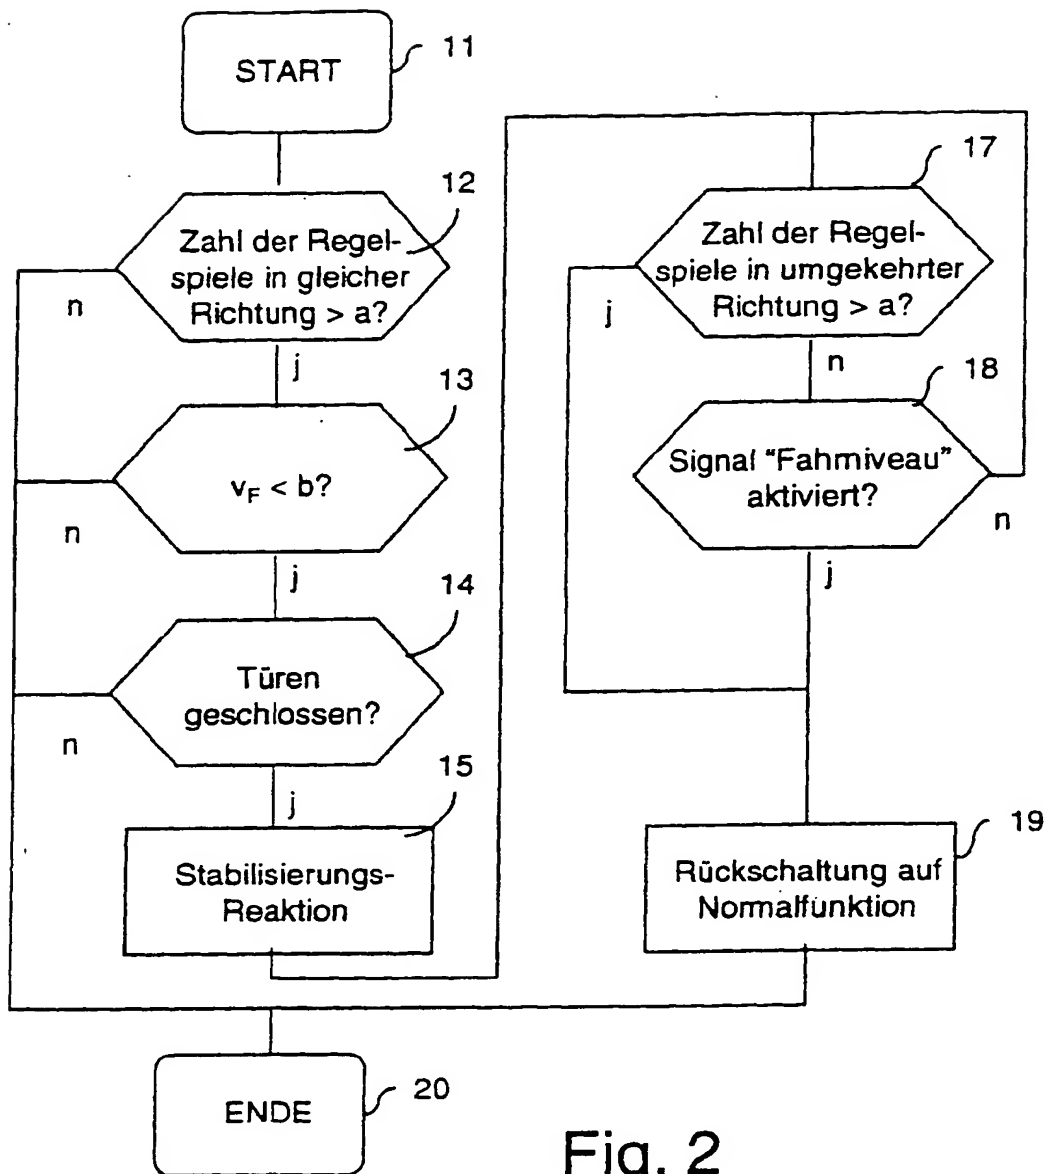 START
11
12
Zahl der Regel-
spiele in gleicher
Richtung > a?
n
j
13
vF < b?
n
j
14
Türen
geschlossen?
n
j
15
Stabilisierungs-
Reaktion
17
Zahl der Regel-
spiele in umgekehrter
Richtung > a?
j
n
18
Signal "Fahrniveau"
aktiviert?
n
j
19
Rückschaltung auf
Normalfunktion
ENDE
20
Fig. 2